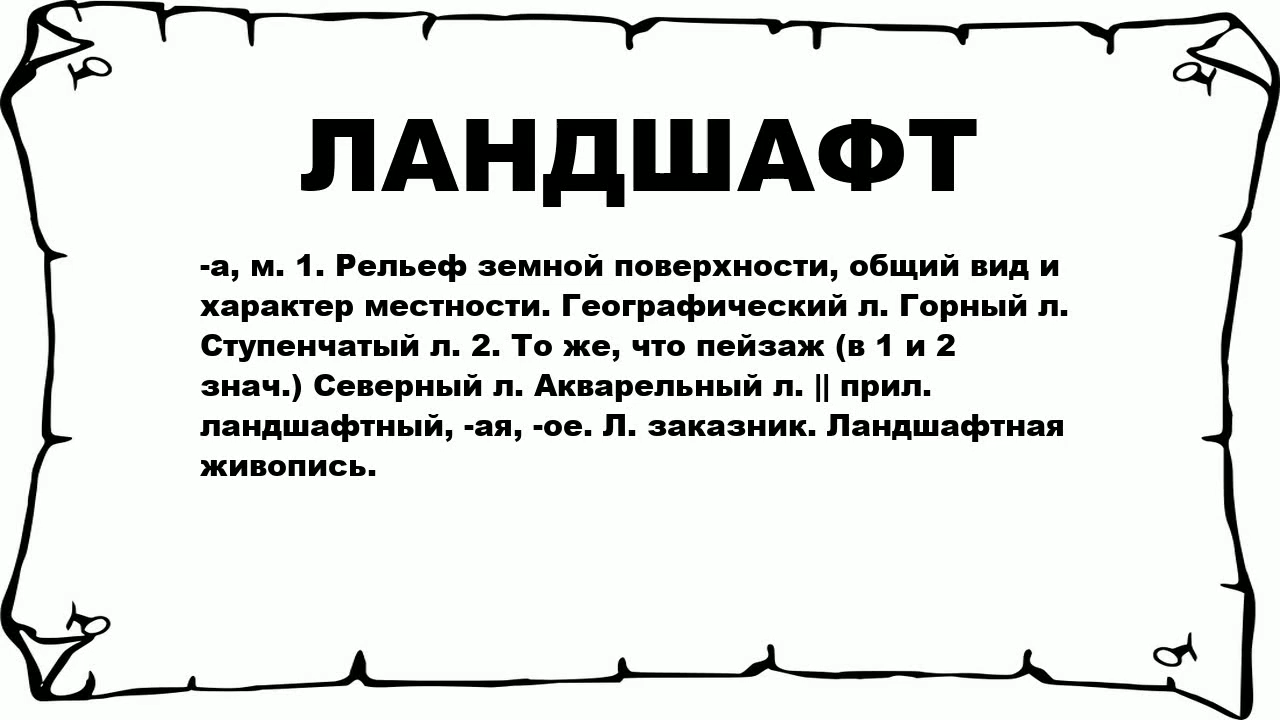 ЛАНДШАФТ
-а, м. 1. Рельеф земной поверхности, общий вид и
характер местности. Географический л. Горный л.
Ступенчатый л. 2. То же, что пейзаж (в 1 и 2
знач.) Северный л. Акварельный л. || прил.
ландшафтный, -ая, -ое. Л. заказник. Ландшафтная
живопись.